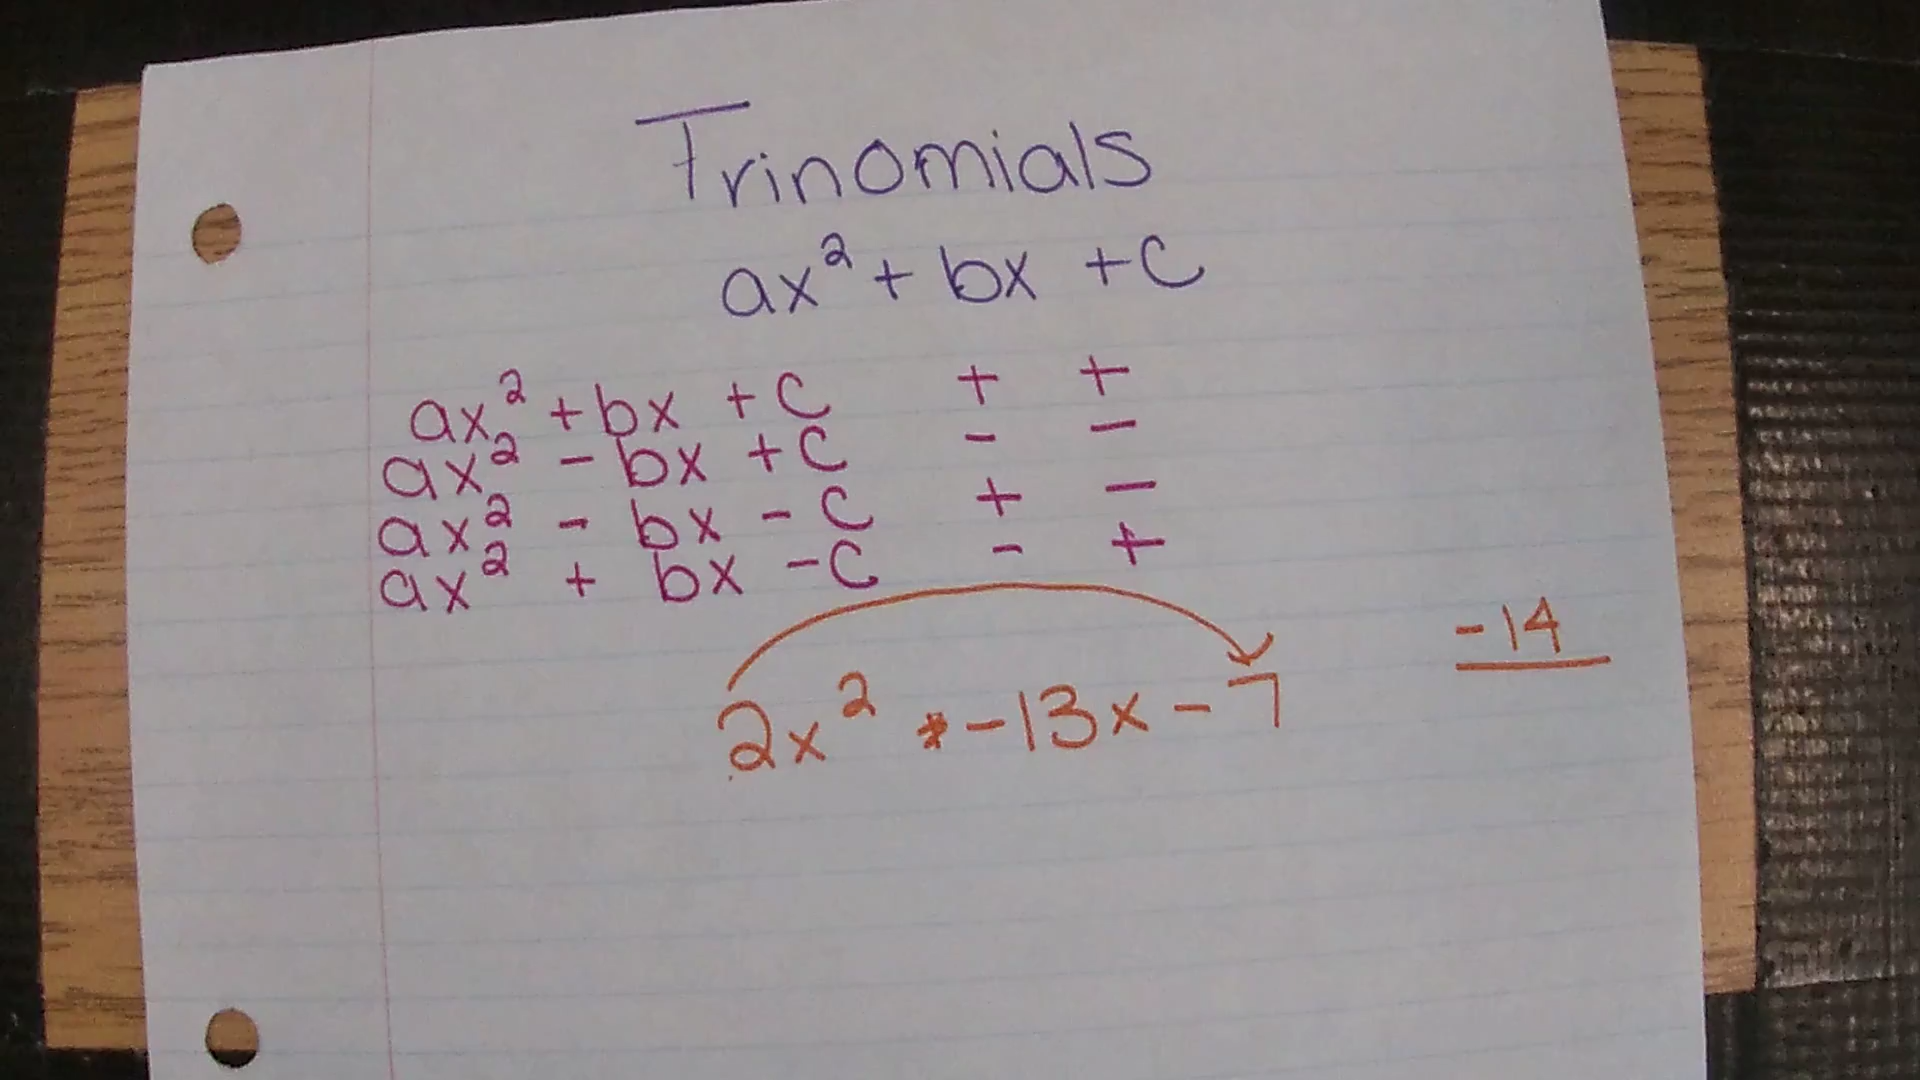 Trinomials
ax² + bx + c
ax² + bx + c + +
ax² - bx + c - -
ax² - bx - c + -
ax² + bx - c - +
-14
2x² - 13x - 7